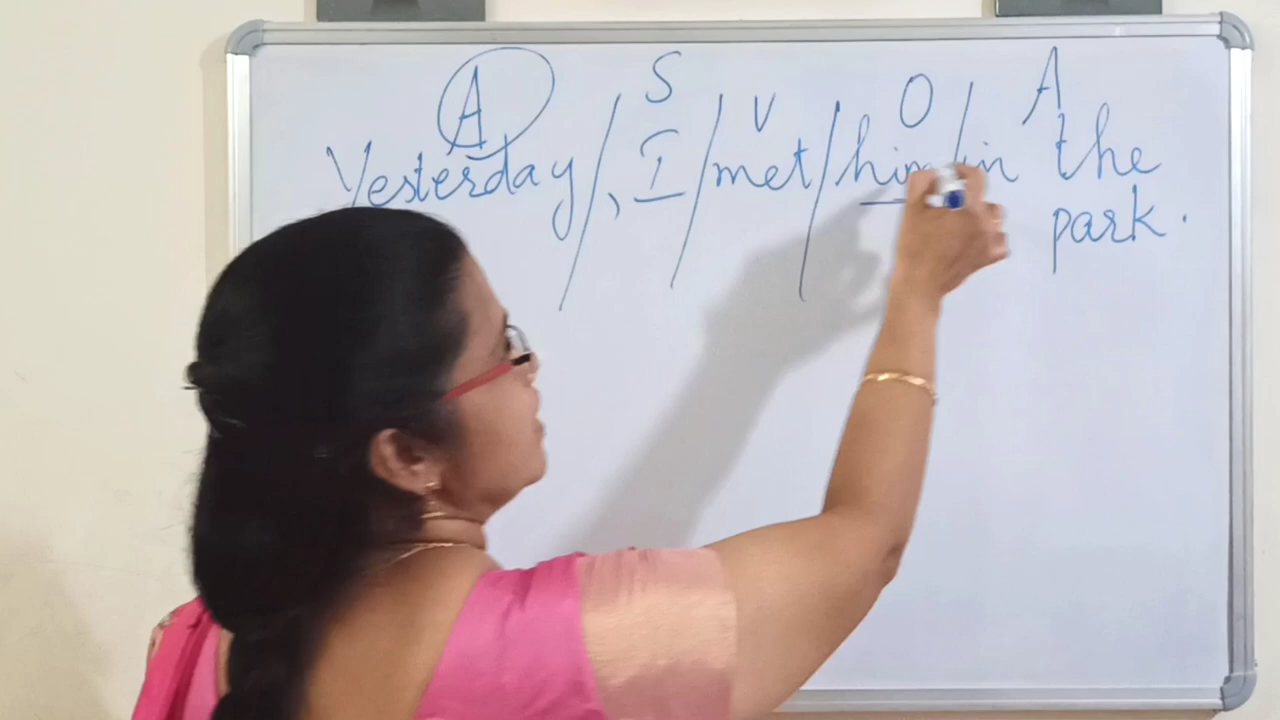 A S V O A
Yesterday/, I/met/him/in the
park.